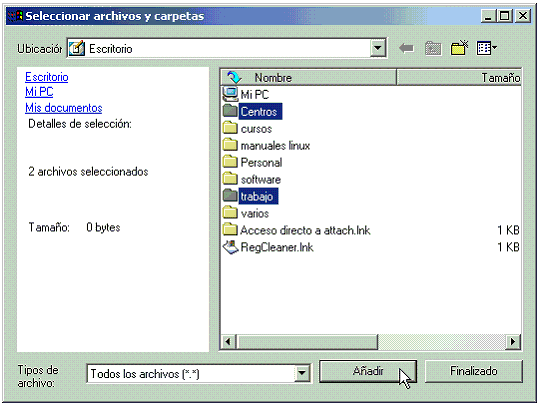 Seleccionar archivos y carpetas
Ubicación Escritorio
Escritorio
Mi PC
Mis documentos
Detalles de selección:
2 archivos seleccionados
Tamaño: 0 bytes
Nombre Tamaño
Mi PC
Centros
cursos
manuales linux
Personal
software
trabajo
varios
Acceso directo a attach.lnk 1 KB
RegCleaner.lnk 1 KB
Tipos de
archivo:
Todos los archivos (*.*)
Añadir
Finalizado